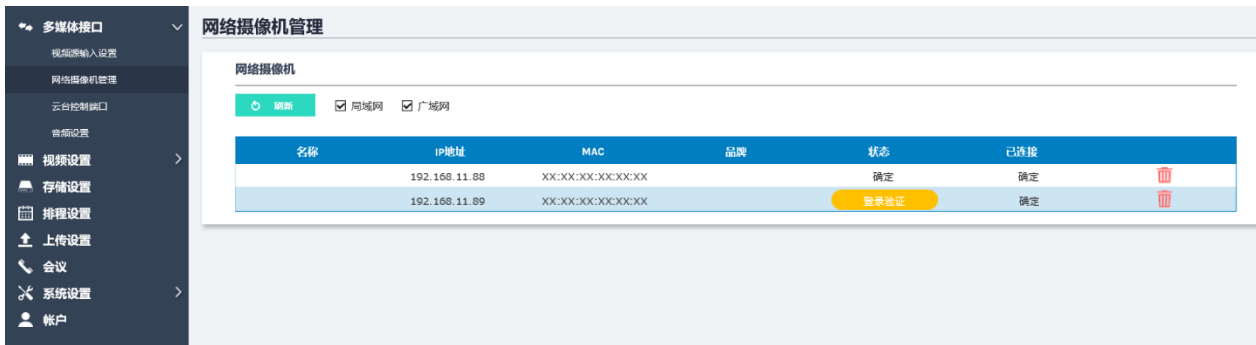 多媒体接口
视频源输入设置
网络摄像机管理
云台控制端口
音频设置
视频设置
存储设置
排程设置
上传设置
会议
系统设置
帐户
网络摄像机管理
网络摄像机
刷新 局域网 广域网
名称 IP地址 MAC 品牌 状态 已连接
192.168.11.88 XX:XX:XX:XX:XX:XX 确定 确定
192.168.11.89 XX:XX:XX:XX:XX:XX 登录验证 确定